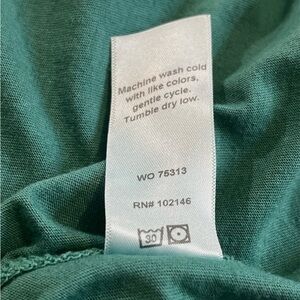 Machine wash cold
with like colors,
gentle cycle.
Tumble dry low.
WO 75313
RN# 102146
30